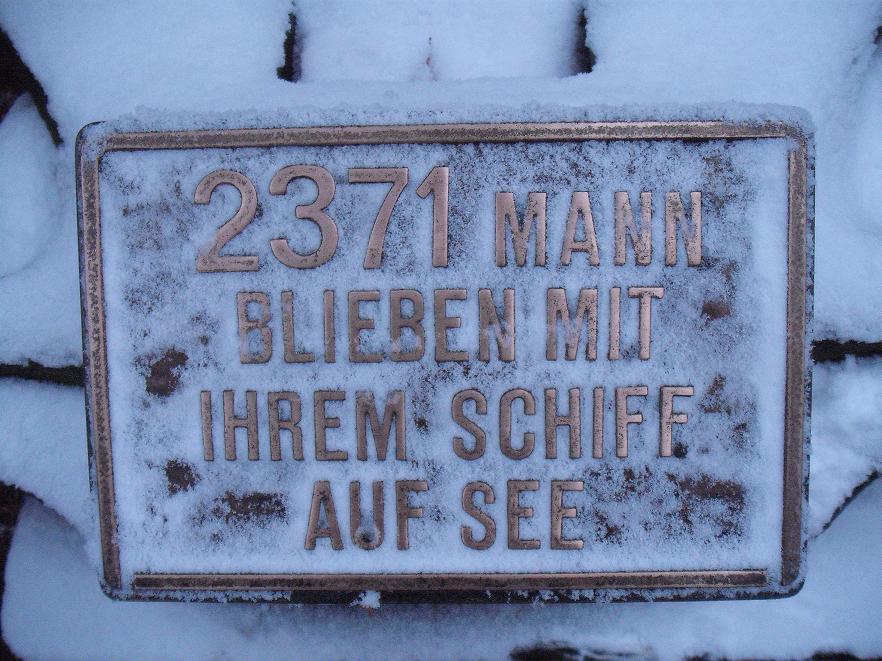 2371 MANN
BLIEBEN MIT
IHREM SCHIFF
AUF SEE